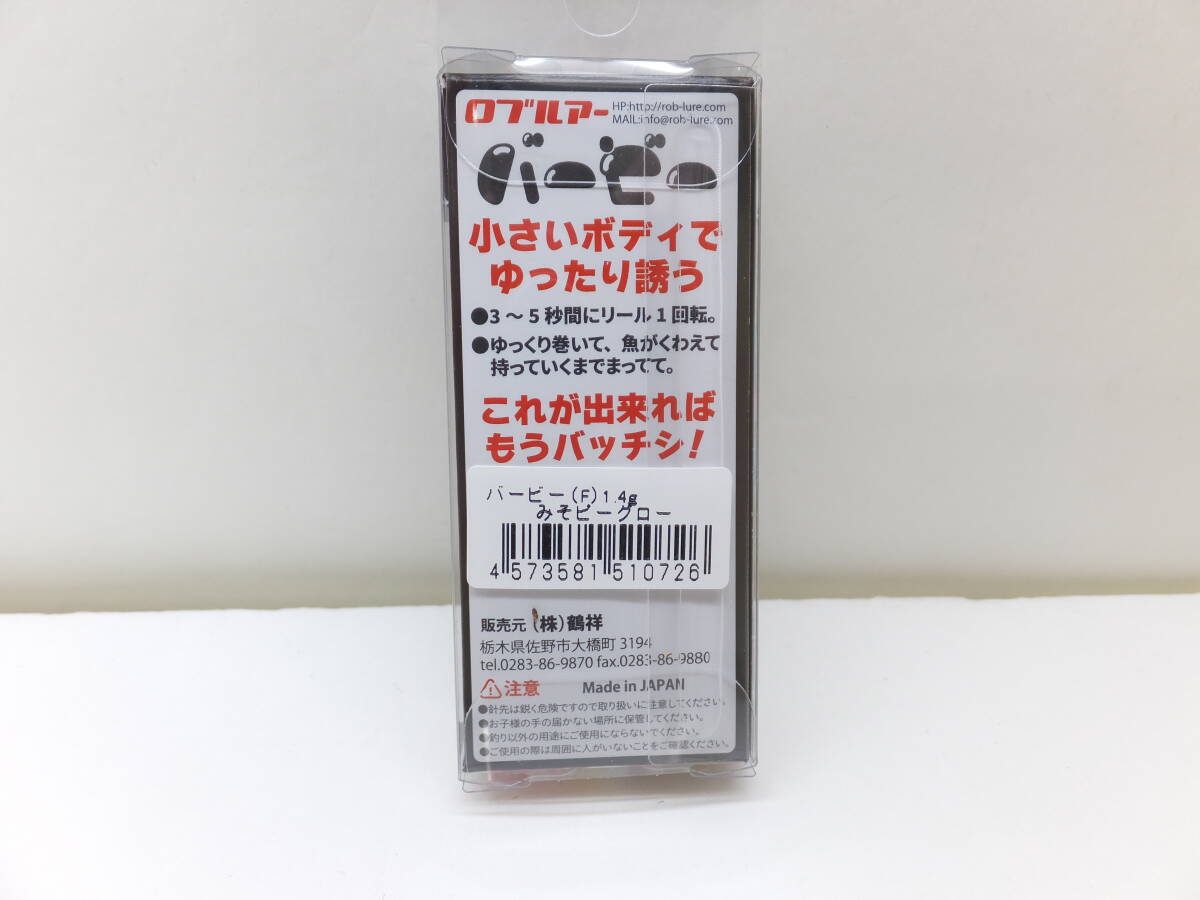 ロブルアー HP:http://rob-lure.com
MAIL:info@rob-lure.com
バービー
小さいボディで
ゆったり誘う
●3～5秒間にリール1回転。
●ゆっくり巻いて、魚がくわえて
持っていくまでまってて。
これが出来れば
もうバッチシ!
バービー(F)1.4g
みそビーグロー
4 573581 510726
販売元 (株)鶴祥
栃木県佐野市大橋町 3194
tel.0283-86-9870 fax.0283-86-9880
注意 Made in JAPAN
●針先は鋭く危険ですので取り扱いに注意してください。
●お子様の手の届かない場所に保管してください。
●釣り以外の用途にご使用にならないでください。
●ご使用の際は周囲に人がいないことをご確認ください。